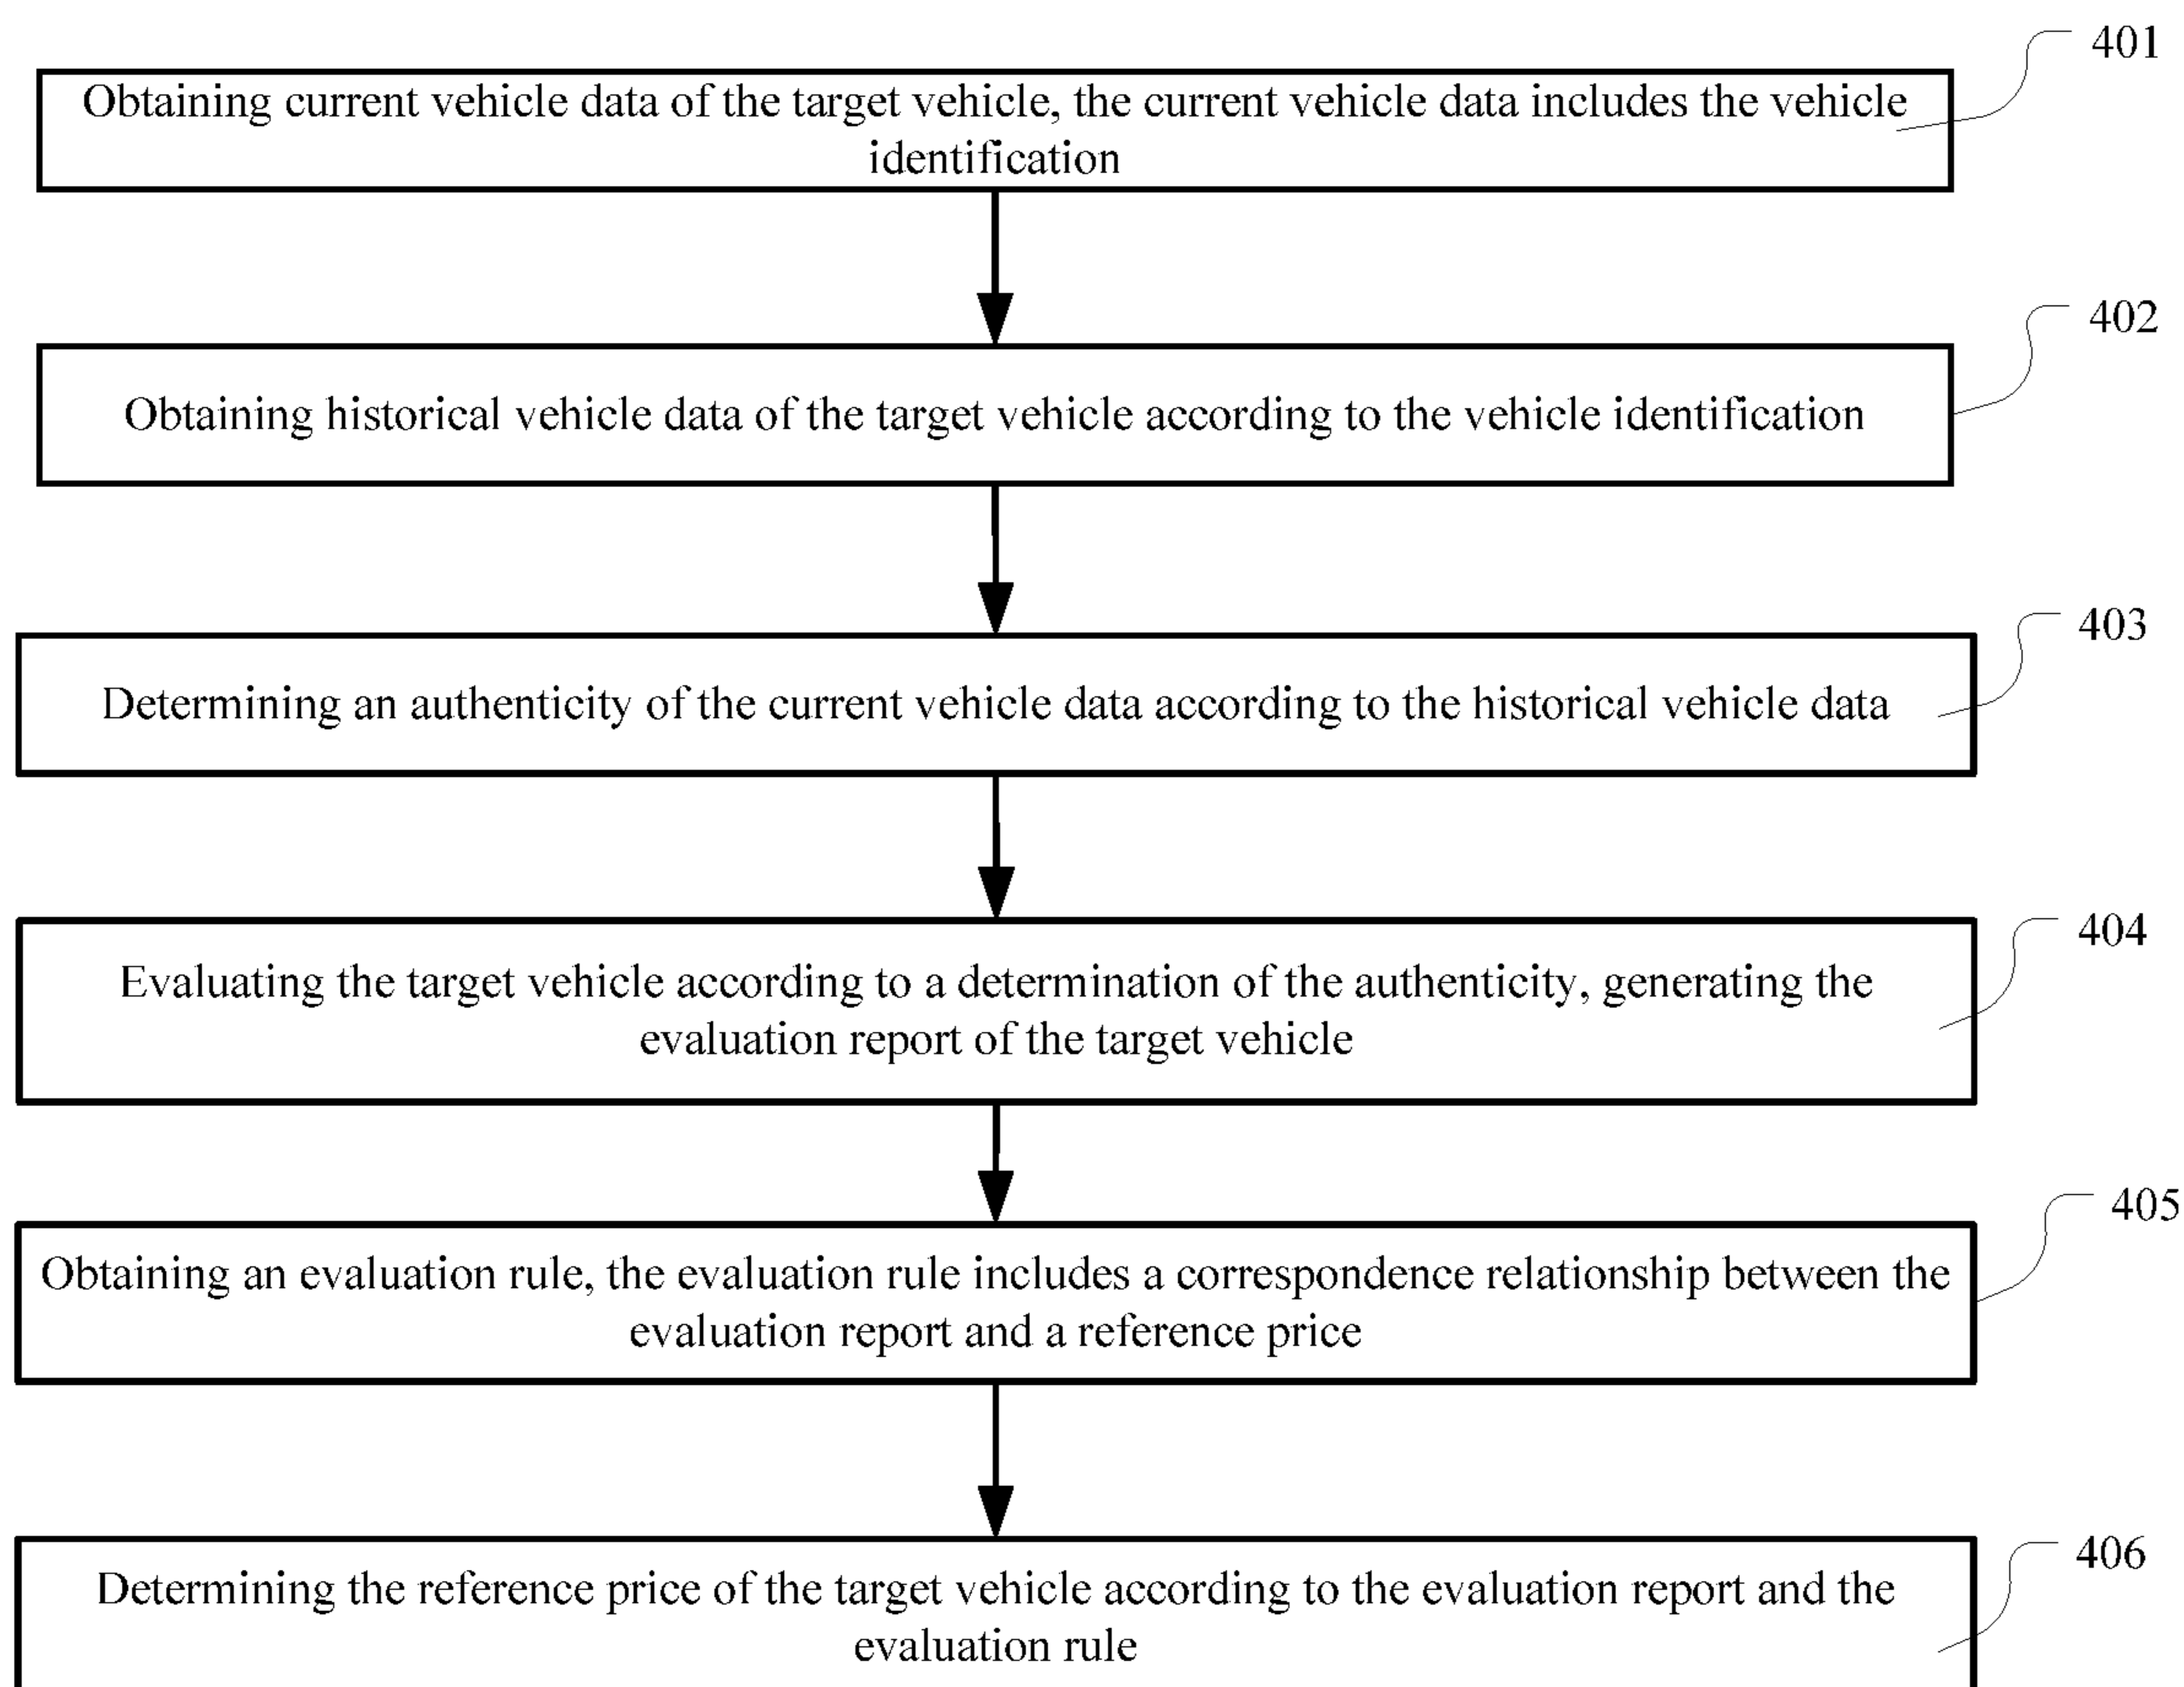 401
Obtaining current vehicle data of the target vehicle, the current vehicle data includes the vehicle
identification
402
Obtaining historical vehicle data of the target vehicle according to the vehicle identification
403
Determining an authenticity of the current vehicle data according to the historical vehicle data
404
Evaluating the target vehicle according to a determination of the authenticity, generating the
evaluation report of the target vehicle
405
Obtaining an evaluation rule, the evaluation rule includes a correspondence relationship between the
evaluation report and a reference price
406
Determining the reference price of the target vehicle according to the evaluation report and the
evaluation rule